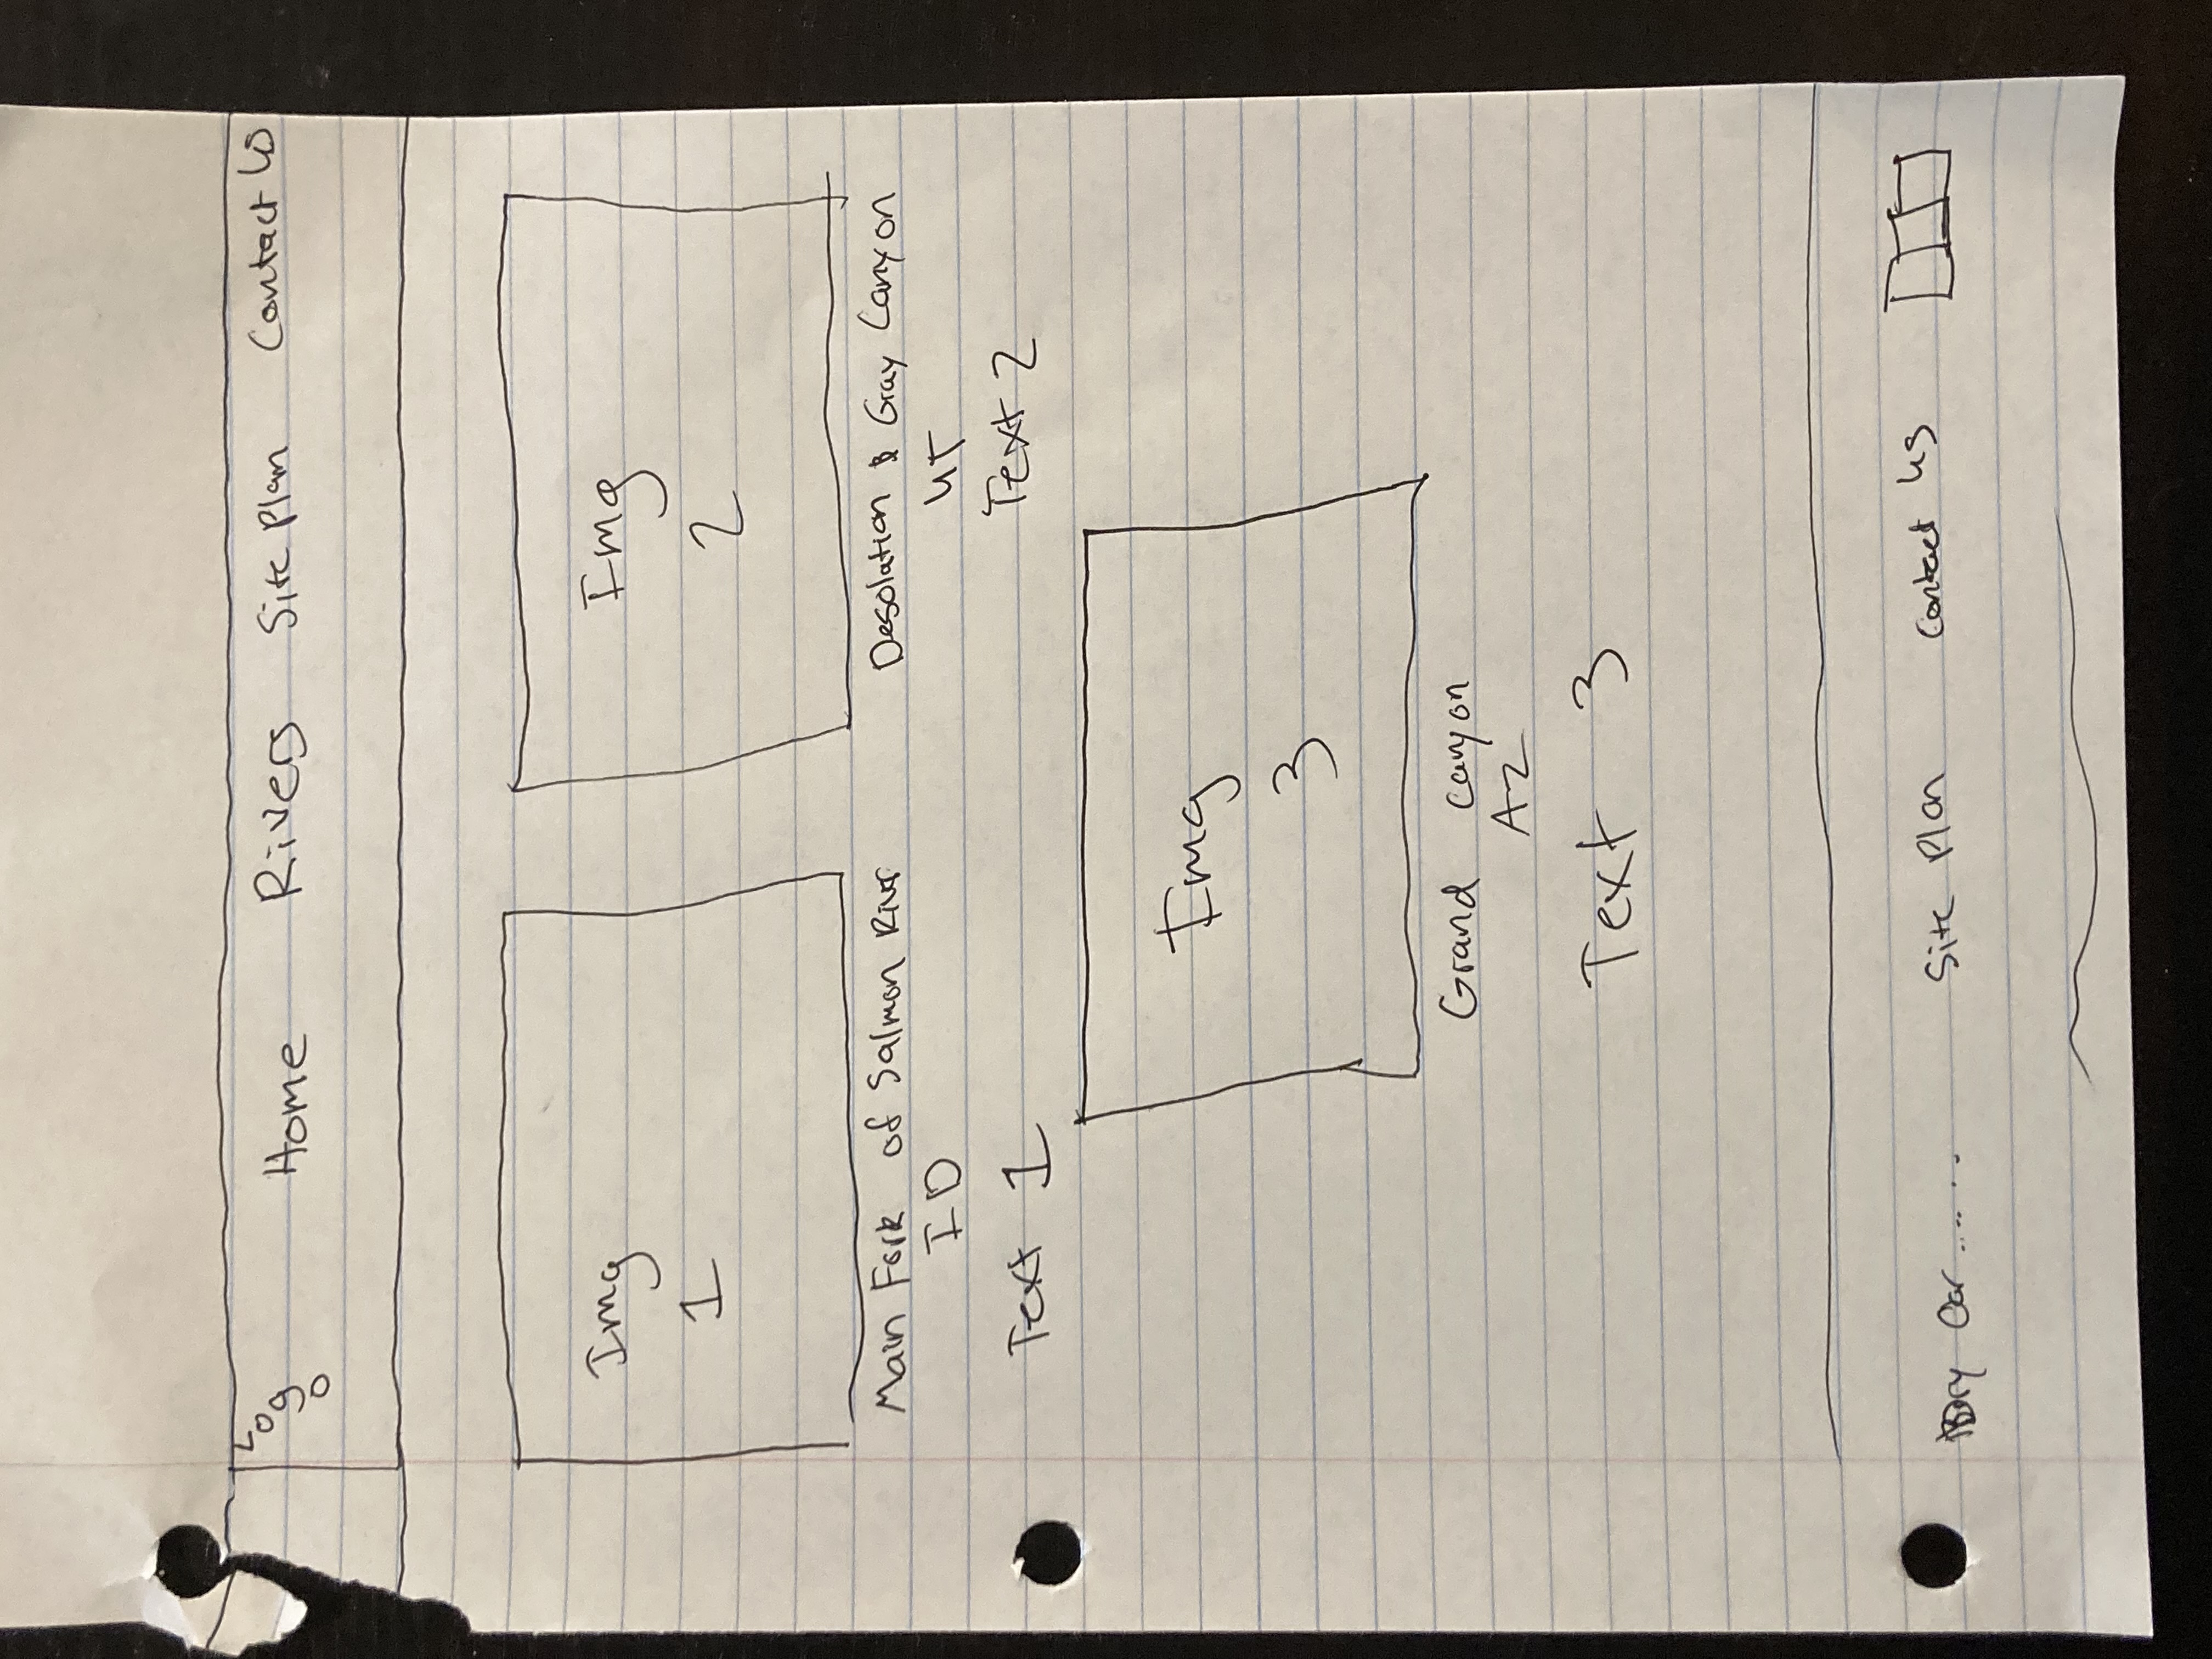 Logo Home Rivers Site Plan Contact Us
Img
1
Img
2
Main Fork of Salmon River
ID
Text 1
Desolation & Gray Canyon
UT
Text 2
Img
3
Grand Canyon
AZ
Text 3
Car ...... Site Plan Contact Us